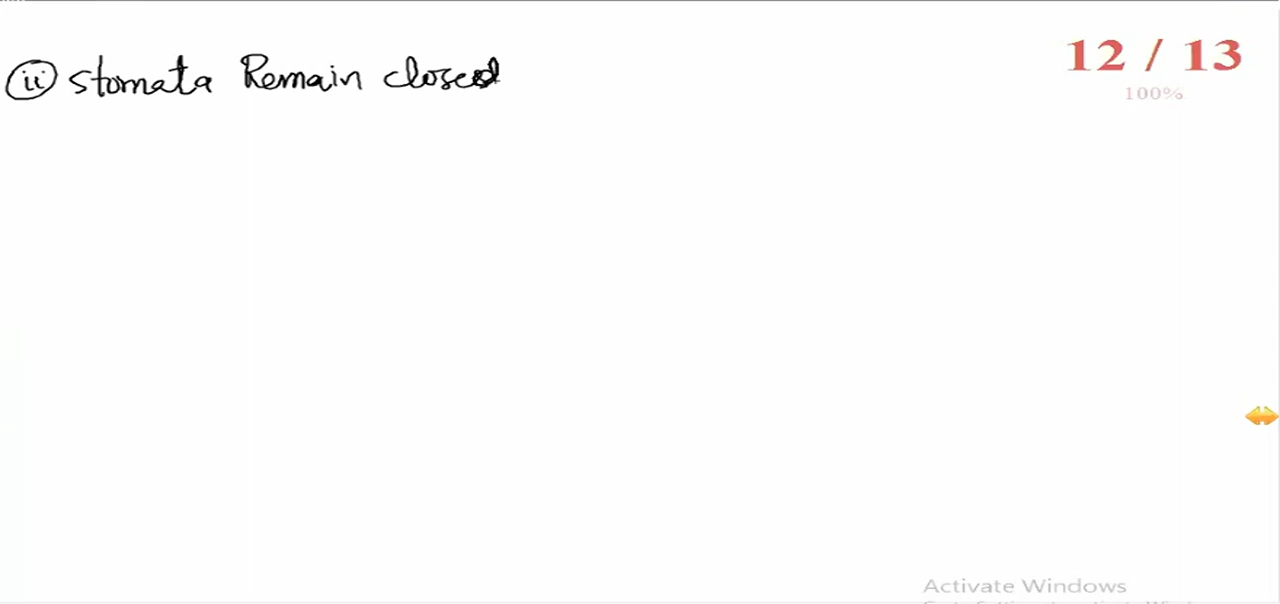 (ii) Stomata Remain closed
12 / 13
100%
Activate Windows